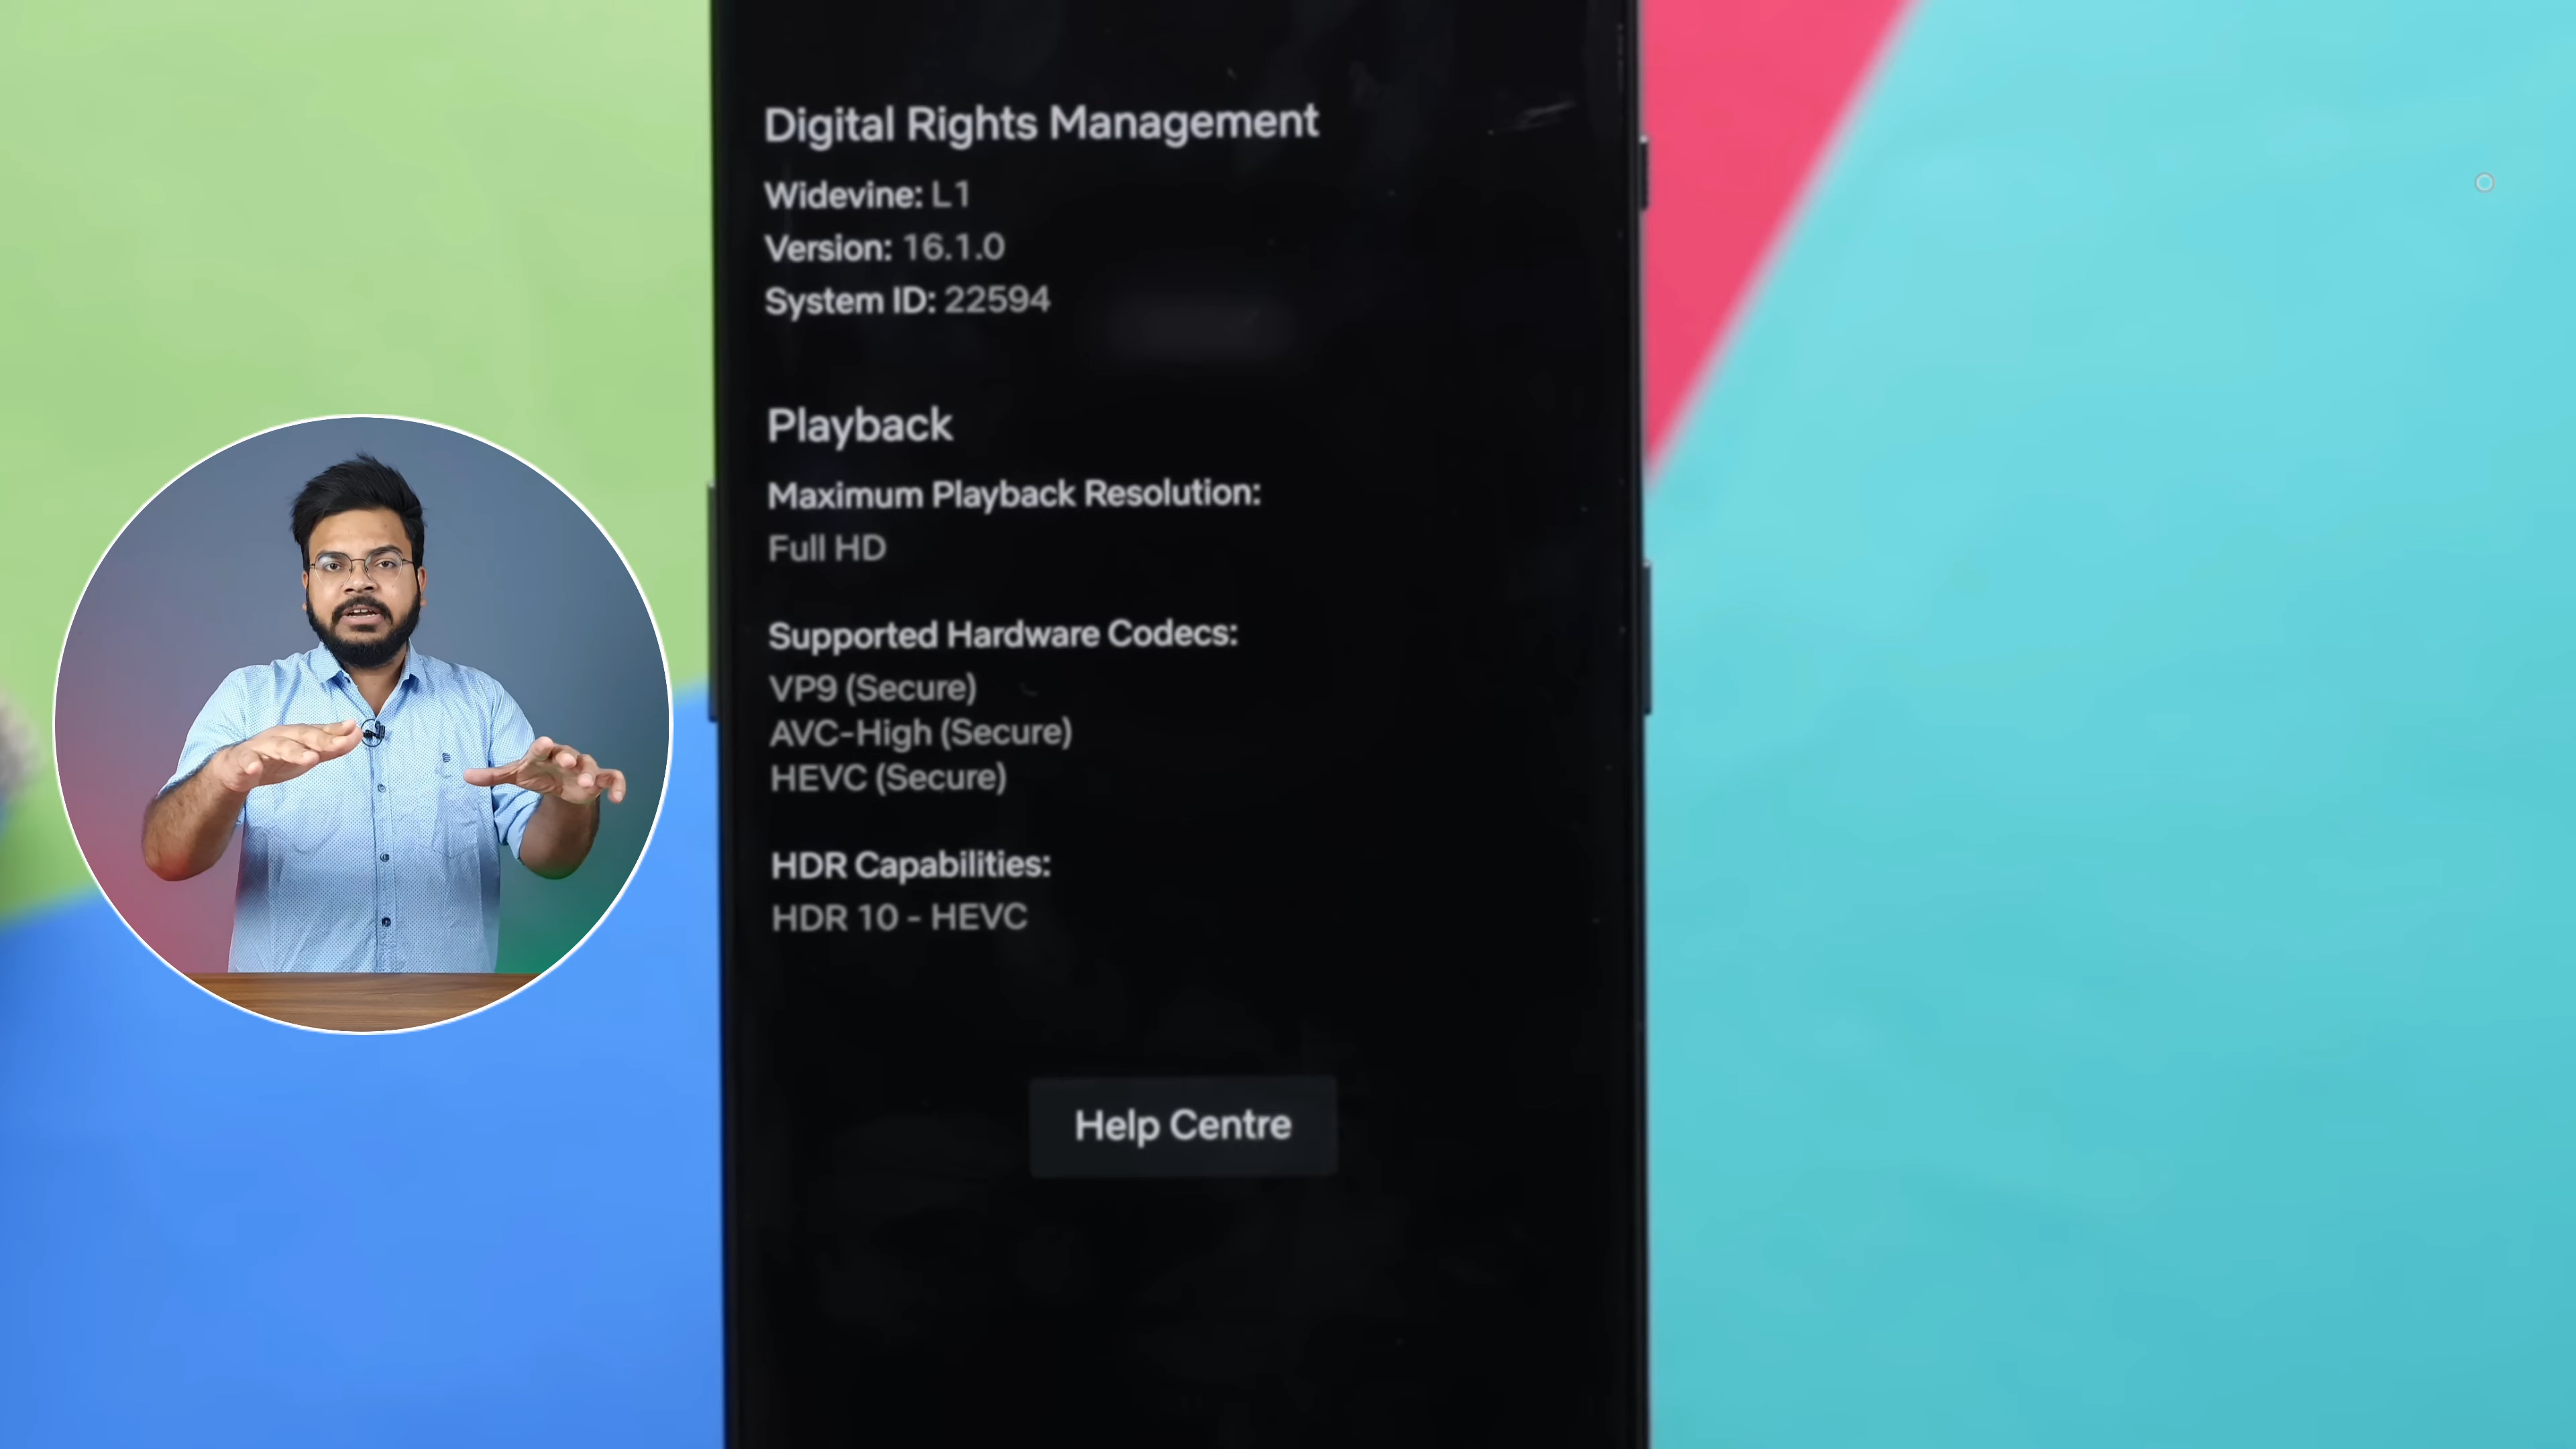 Digital Rights Management
Widevine: L1
Version: 16.1.0
System ID: 22594
Playback
Maximum Playback Resolution:
Full HD
Supported Hardware Codecs:
VP9 (Secure)
AVC-High (Secure)
HEVC (Secure)
HDR Capabilities:
HDR 10 - HEVC
Help Centre